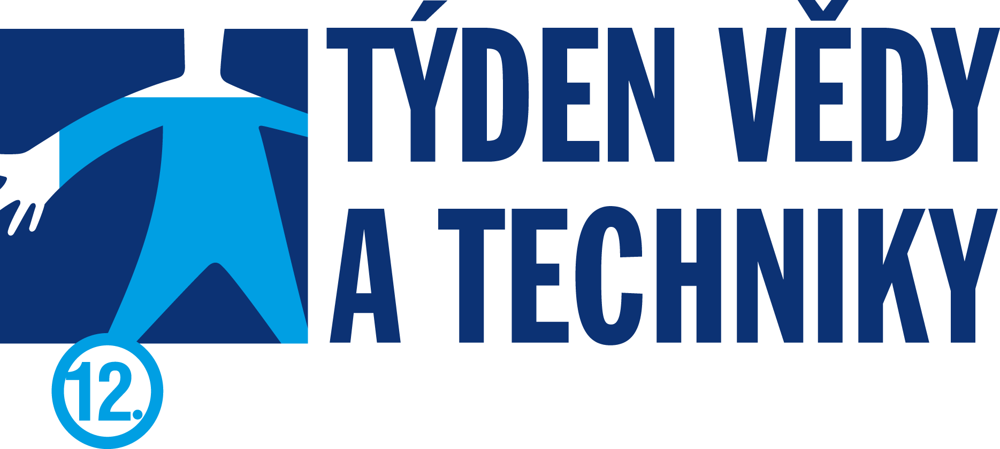 TÝDEN VĚDY
A TECHNIKY
12.